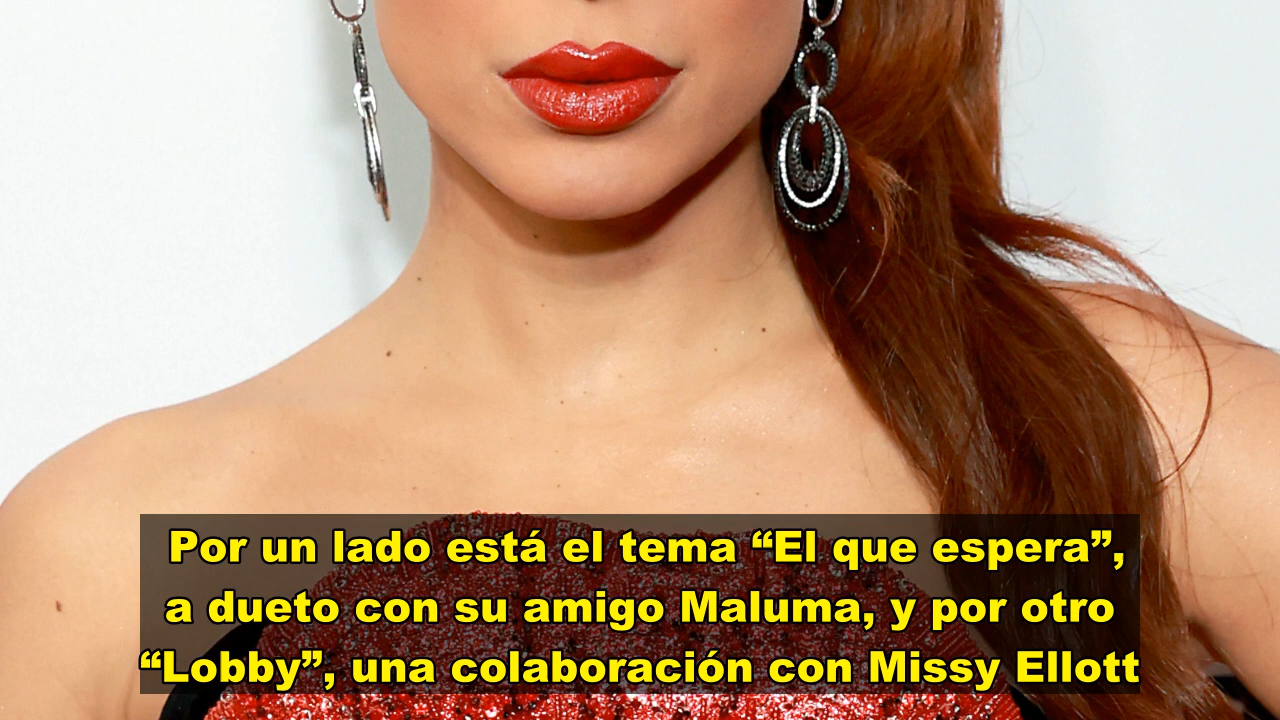 Por un lado está el tema “El que espera”,
a dueto con su amigo Maluma, y por otro
“Lobby”, una colaboración con Missy Ellott